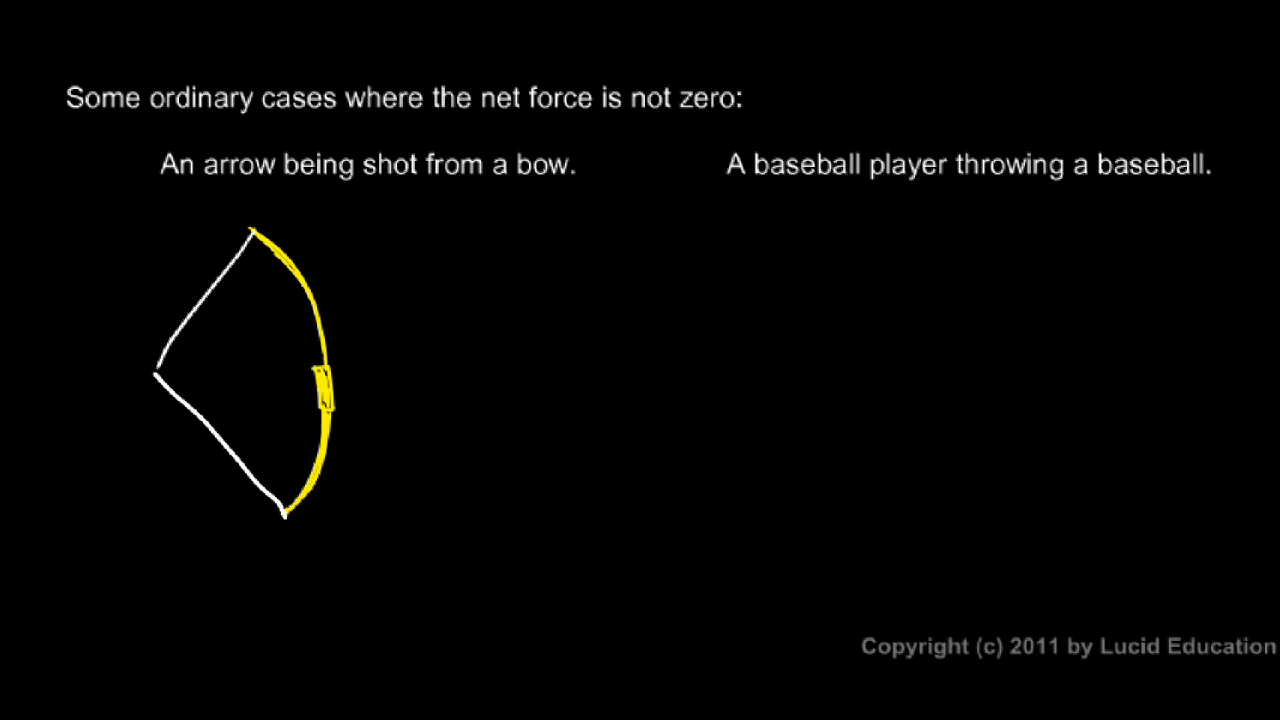 Some ordinary cases where the net force is not zero:
An arrow being shot from a bow.
A baseball player throwing a baseball.
Copyright (c) 2011 by Lucid Education